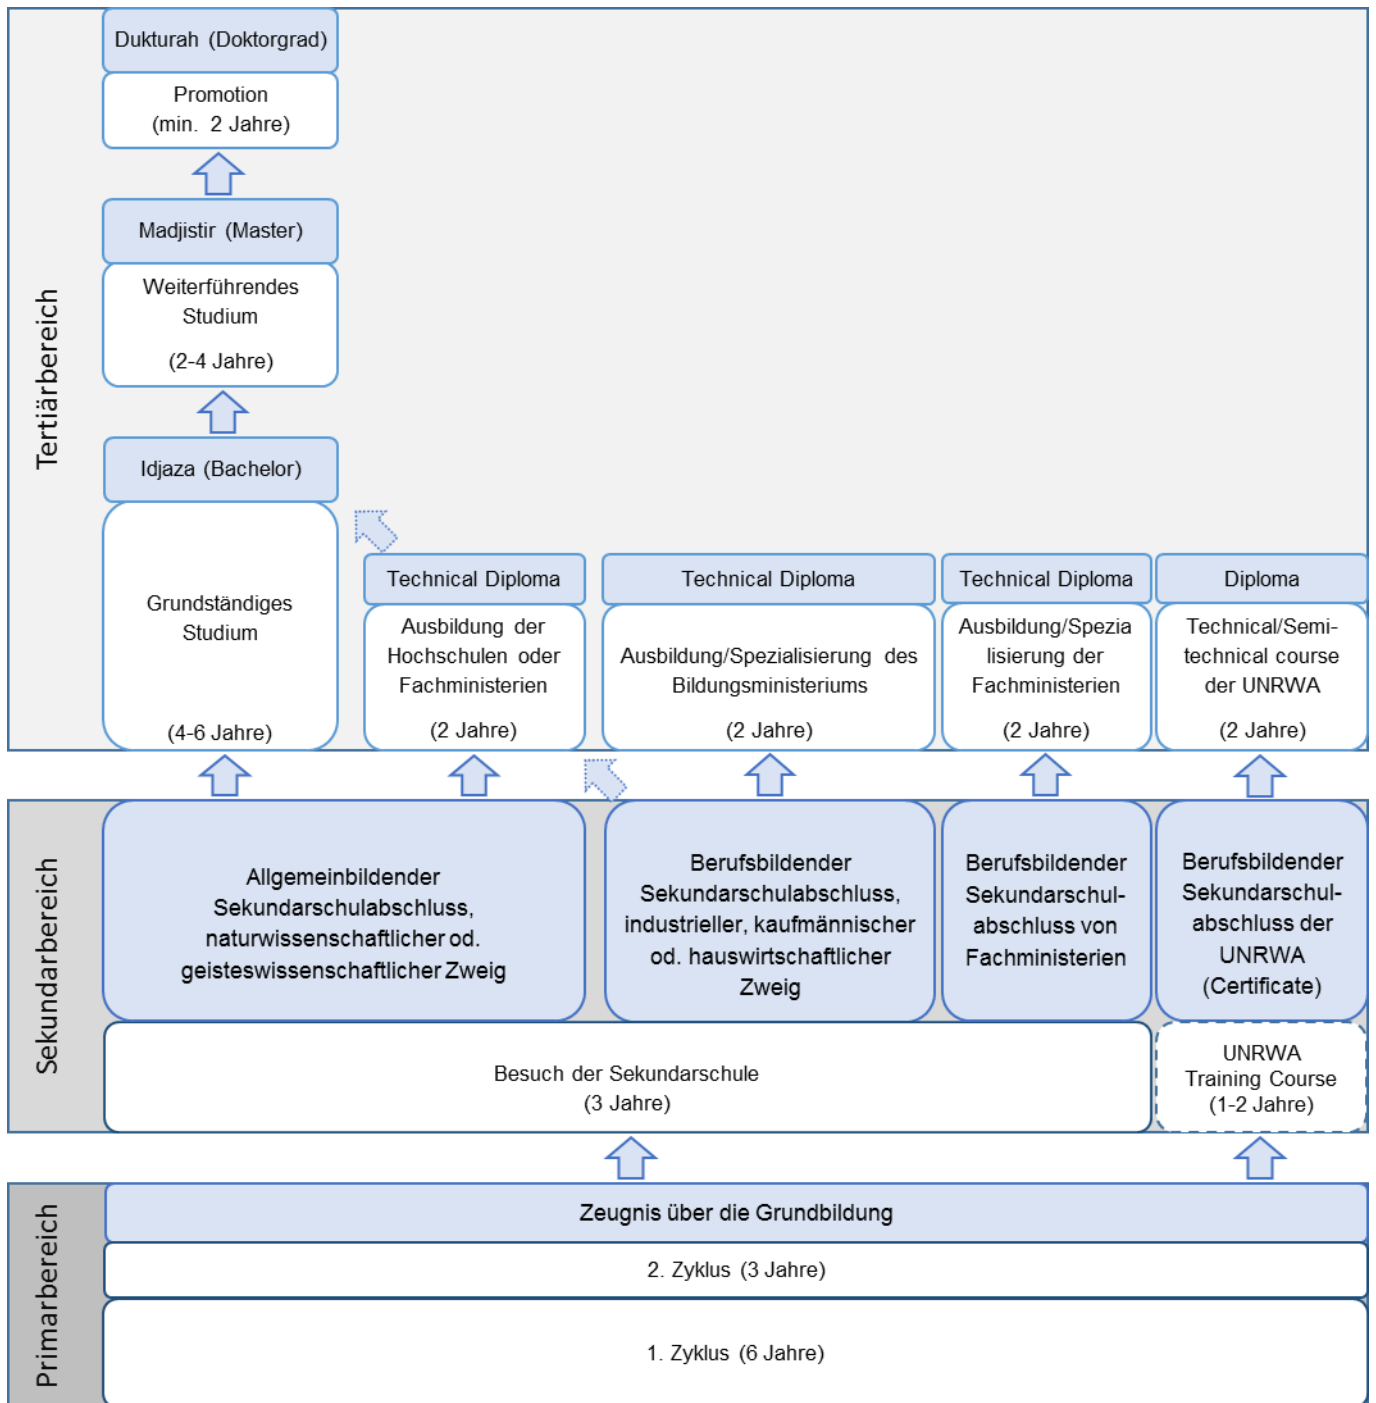 Dukturah (Doktorgrad)
Promotion
(min. 2 Jahre)
Madjistir (Master)
Weiterführendes
Studium
(2-4 Jahre)
Tertiärbereich
Idjaza (Bachelor)
Grundständiges
Studium
(4-6 Jahre)
Technical Diploma
Ausbildung der
Hochschulen oder
Fachministerien
(2 Jahre)
Technical Diploma
Ausbildung/Spezialisierung des
Bildungsministeriums
(2 Jahre)
Technical Diploma
Ausbildung/Spezia
lisierung der
Fachministerien
(2 Jahre)
Diploma
Technical/Semi-
technical course
der UNRWA
(2 Jahre)
Sekundarbereich
Allgemeinbildender
Sekundarschulabschluss,
naturwissenschaftlicher od.
geisteswissenschaftlicher Zweig
Berufsbildender
Sekundarschulabschluss,
industrieller, kaufmännischer
od. hauswirtschaftlicher
Zweig
Berufsbildender
Sekundarschul-
abschluss von
Fachministerien
Berufsbildender
Sekundarschul-
abschluss der
UNRWA
(Certificate)
Besuch der Sekundarschule
(3 Jahre)
UNRWA
Training Course
(1-2 Jahre)
Primarbereich
Zeugnis über die Grundbildung
2. Zyklus (3 Jahre)
1. Zyklus (6 Jahre)